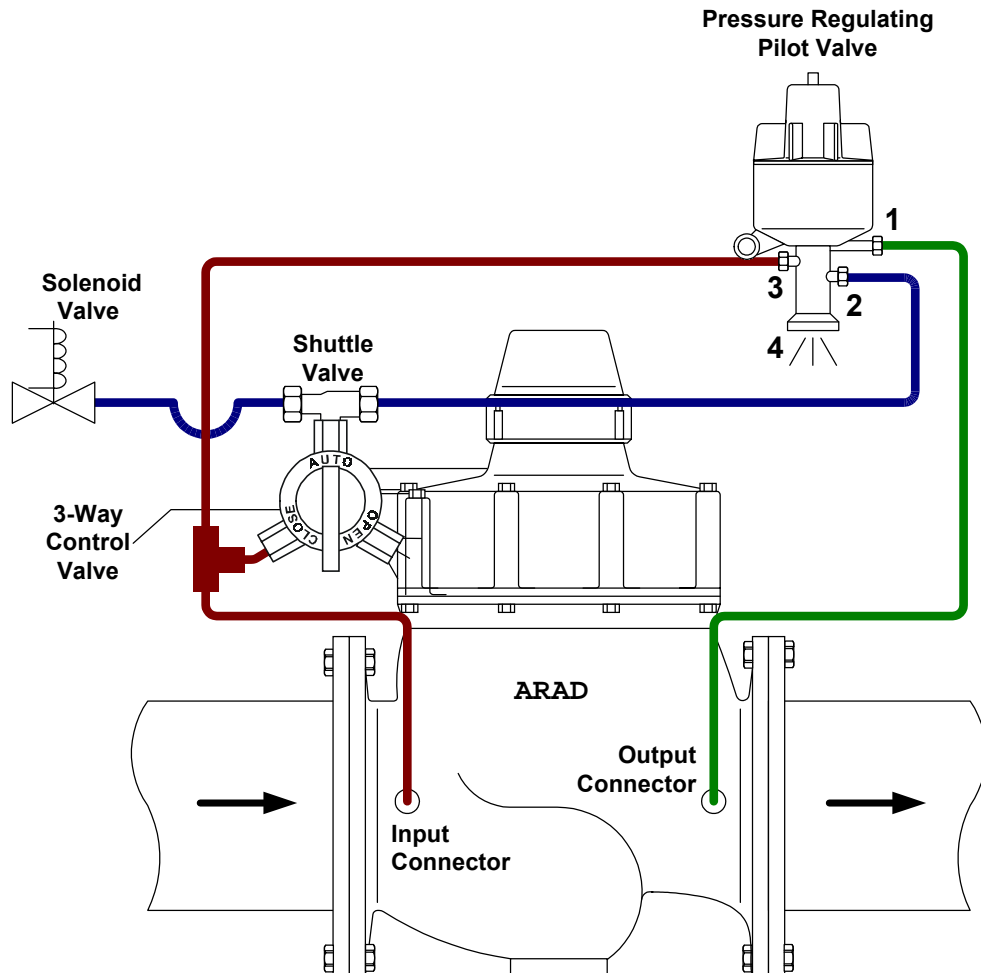 Pressure Regulating
Pilot Valve
1
Solenoid
Valve
3
2
Shuttle
Valve
4
AUTO
3-Way
Control
Valve
CLOSE
OPEN
ARAD
Output
Connector
Input
Connector